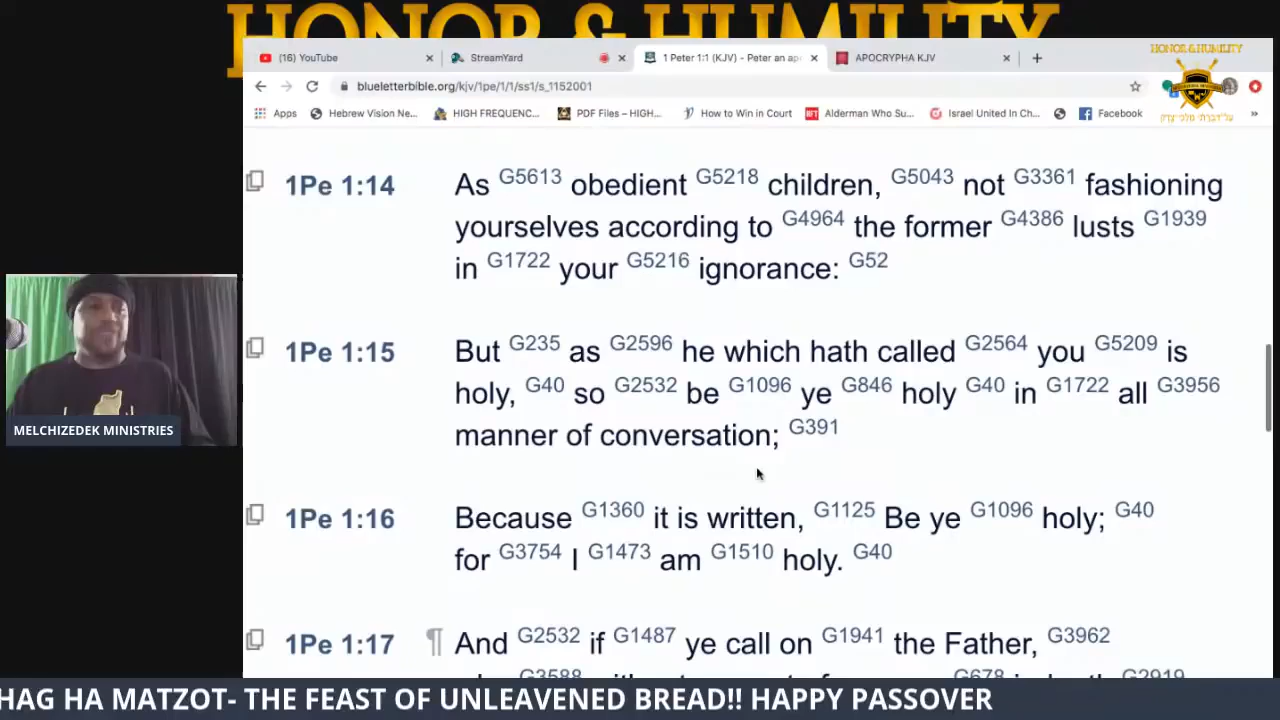 HONOR & HUMILITY
(16) YouTube
StreamYard
1 Peter 1:1 (KJV) - Peter an ap
APOCRYPHA KJV
HONOR & HUMILITY
blueletterbible.org/kjv/1pe/1/1/ss1/s_1152001
Apps
Hebrew Vision Ne...
HIGH FREQUENC...
PDF Files – HIGH...
How to Win in Court
Alderman Who Su...
Israel United In Ch...
Facebook
»
1Pe 1:14 As G5613 obedient G5218 children, G5043 not G3361 fashioning
yourselves according to G4964 the former G4386 lusts G1939
in G1722 your G5216 ignorance: G52
1Pe 1:15 But G235 as G2596 he which hath called G2564 you G5209 is
holy, G40 so G2532 be G1096 ye G846 holy G40 in G1722 all G3956
manner of conversation; G391
MELCHIZEDEK MINISTRIES
1Pe 1:16 Because G1360 it is written, G1125 Be ye G1096 holy; G40
for G3754 I G1473 am G1510 holy. G40
1Pe 1:17 ¶ And G2532 if G1487 ye call on G1941 the Father, G3962
HAG HA MATZOT- THE FEAST OF UNLEAVENED BREAD!! HAPPY PASSOVER